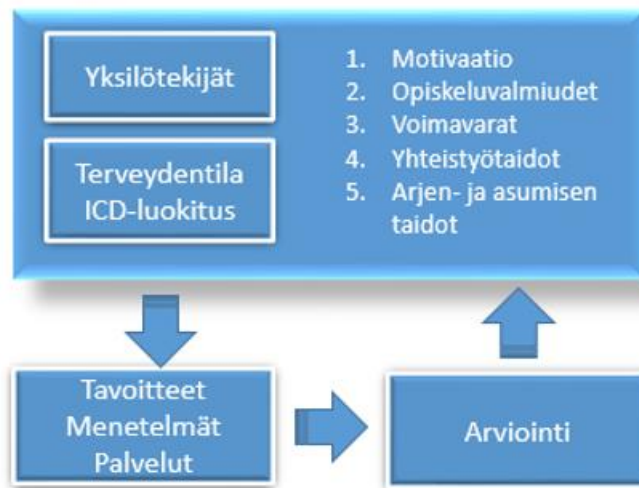 Yksilötekijät
Terveydentila
ICD-luokitus
1. Motivaatio
2. Opiskeluvalmiudet
3. Voimavarat
4. Yhteistyötaidot
5. Arjen- ja asumisen
taidot
Tavoitteet
Menetelmät
Palvelut
Arviointi